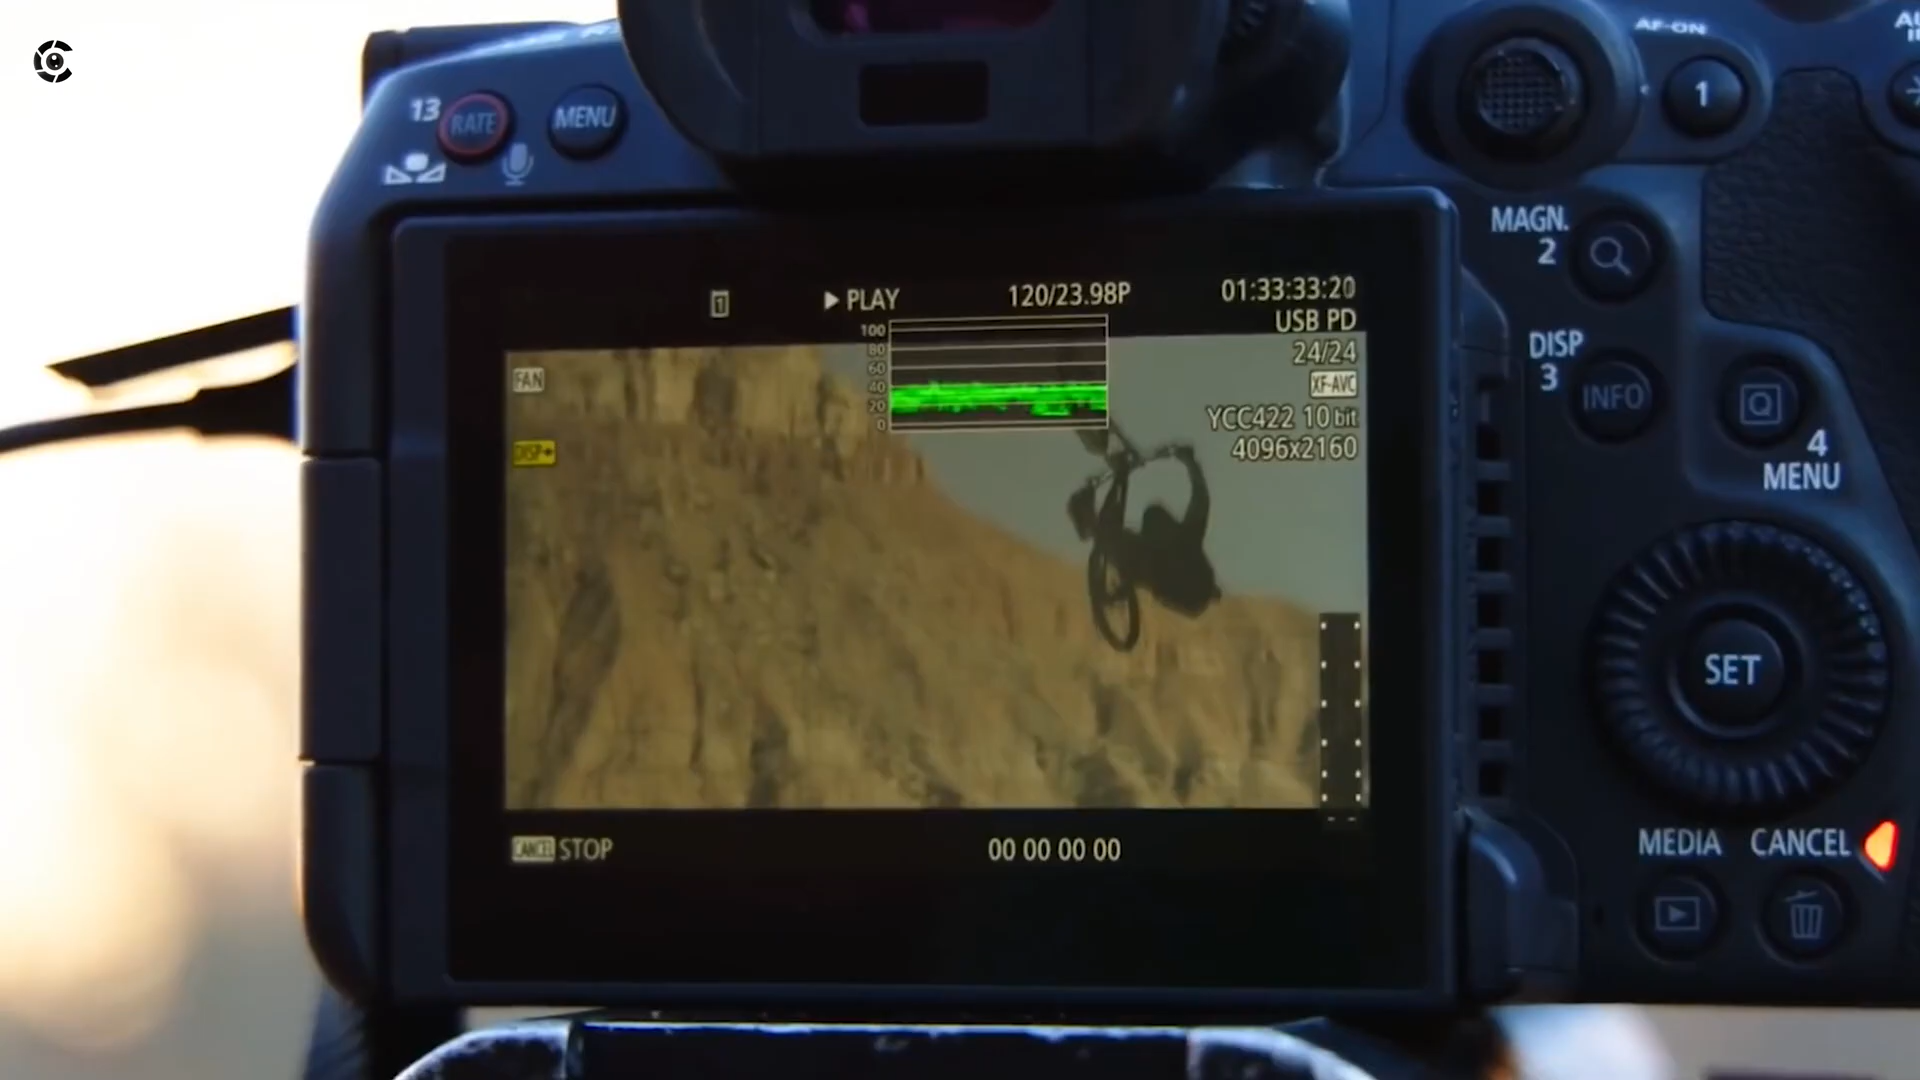 AF-ON
13
RATE
MENU
1
MAGN.
2
1
PLAY
120/23.98P
01:33:33:20
USB PD
100
80
60
40
20
0
24/24
FAN
XF-AVC
DISP
3
INFO
Q
YCC422 10 bit
4096x2160
4
MENU
DISP
SET
CANCEL STOP
00 00 00 00
MEDIA
CANCEL